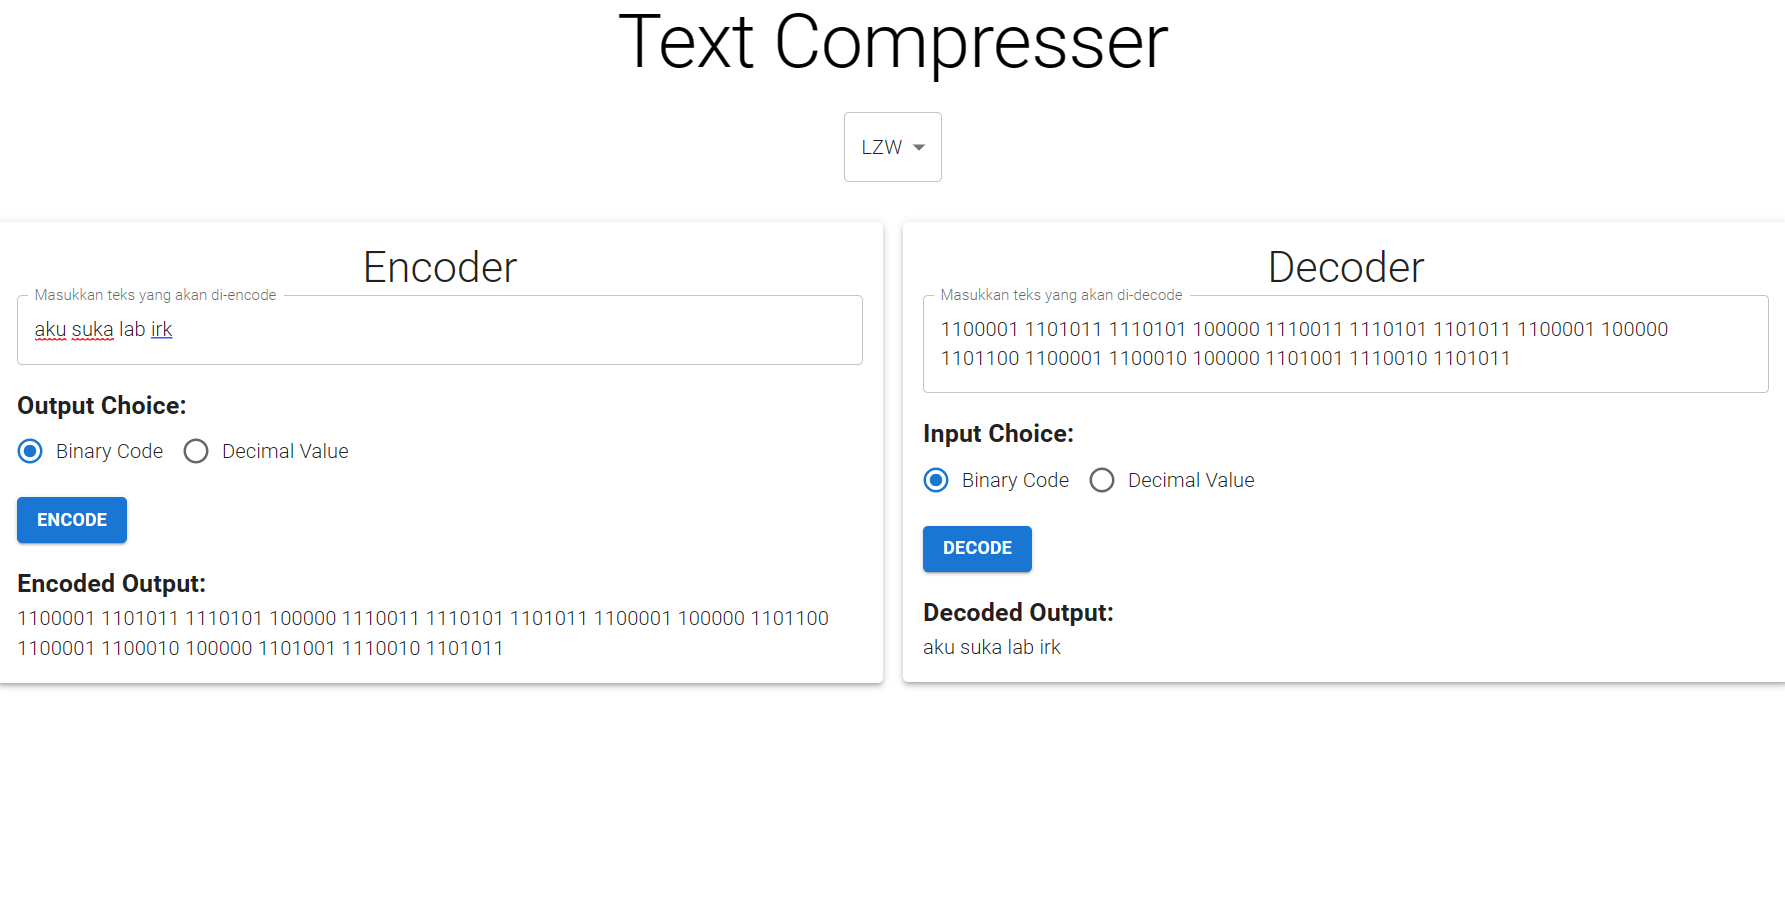 Text Compresser
LZW
Encoder
Masukkan teks yang akan di-encode
aku suka lab irk
Output Choice:
Binary Code
Decimal Value
ENCODE
Encoded Output:
1100001 1101011 1110101 100000 1110011 1110101 1101011 1100001 100000 1101100
1100001 1100010 100000 1101001 1110010 1101011
Decoder
Masukkan teks yang akan di-decode
1100001 1101011 1110101 100000 1110011 1110101 1101011 1100001 100000
1101100 1100001 1100010 100000 1101001 1110010 1101011
Input Choice:
Binary Code
Decimal Value
DECODE
Decoded Output:
aku suka lab irk